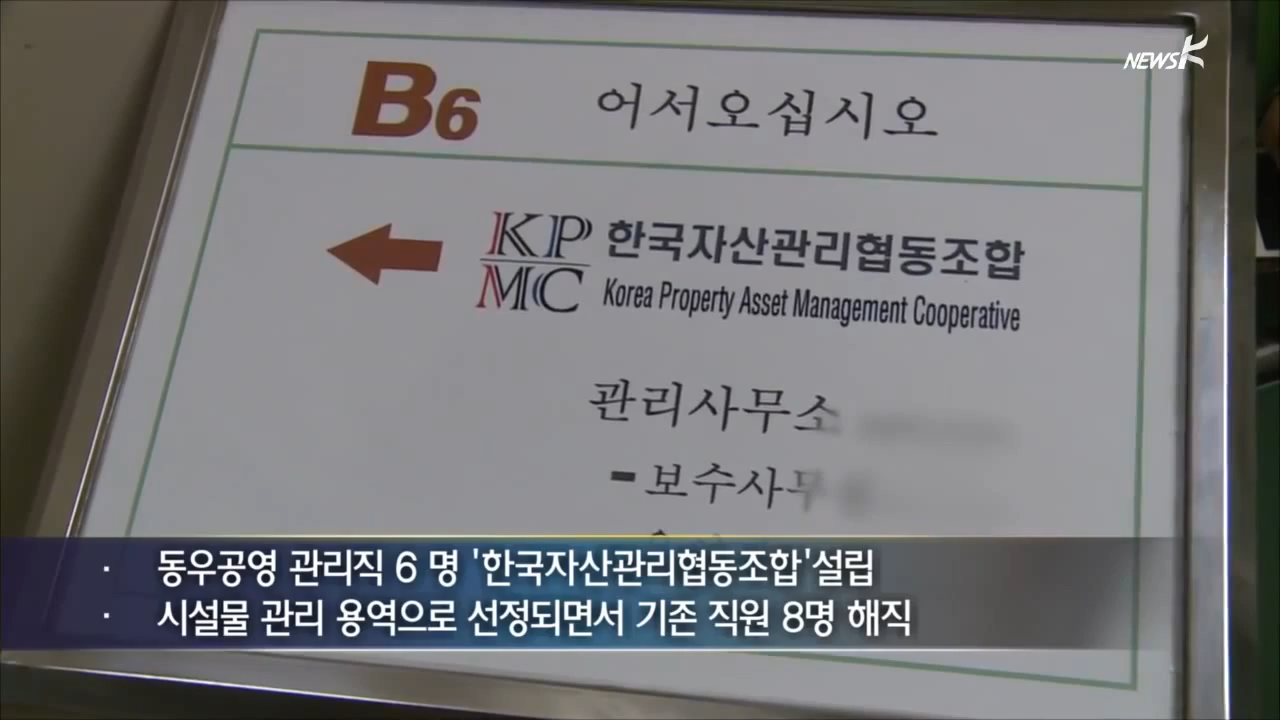 NEWSK
B6 어서오십시오
KP
MC
한국자산관리협동조합
Korea Property Asset Management Cooperative
관리사무소
- 보수사무
· 동우공영 관리직 6 명 '한국자산관리협동조합'설립
· 시설물 관리 용역으로 선정되면서 기존 직원 8명 해직